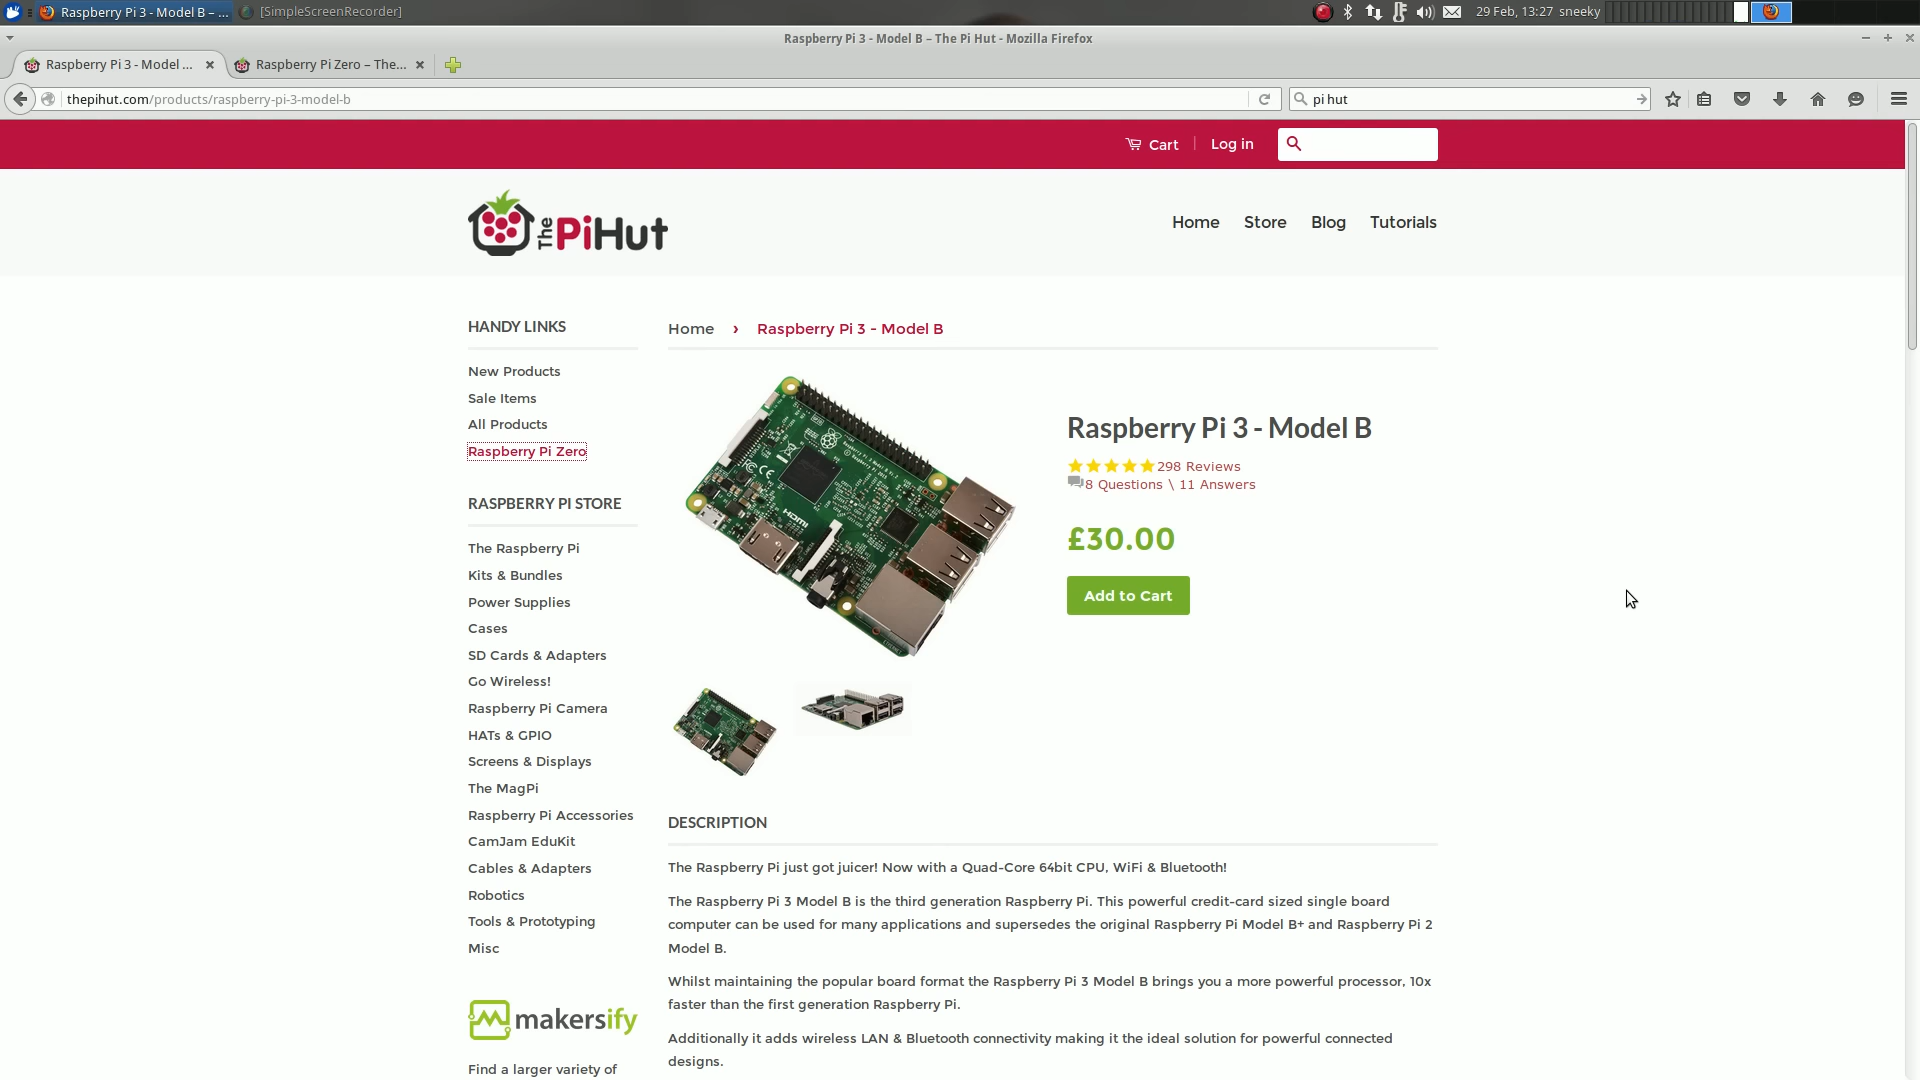 Raspberry Pi 3 - Model B – ...
[SimpleScreenRecorder]
29 Feb, 13:27
sneeky
Raspberry Pi 3 - Model B – The Pi Hut - Mozilla Firefox
Raspberry Pi 3 - Model ...
Raspberry Pi Zero – The...
thepihut.com/products/raspberry-pi-3-model-b
pi hut
Cart
Log in
The PiHut
Home
Store
Blog
Tutorials
HANDY LINKS
New Products
Sale Items
All Products
Raspberry Pi Zero
RASPBERRY PI STORE
The Raspberry Pi
Kits & Bundles
Power Supplies
Cases
SD Cards & Adapters
Go Wireless!
Raspberry Pi Camera
HATs & GPIO
Screens & Displays
The MagPi
Raspberry Pi Accessories
CamJam EduKit
Cables & Adapters
Robotics
Tools & Prototyping
Misc
makersify
Find a larger variety of
Home › Raspberry Pi 3 - Model B
HDMI
Raspberry Pi 3 - Model B
298 Reviews
8 Questions \ 11 Answers
£30.00
Add to Cart
DESCRIPTION
The Raspberry Pi just got juicer! Now with a Quad-Core 64bit CPU, WiFi & Bluetooth!
The Raspberry Pi 3 Model B is the third generation Raspberry Pi. This powerful credit-card sized single board
computer can be used for many applications and supersedes the original Raspberry Pi Model B+ and Raspberry Pi 2
Model B.
Whilst maintaining the popular board format the Raspberry Pi 3 Model B brings you a more powerful processor, 10x
faster than the first generation Raspberry Pi.
Additionally it adds wireless LAN & Bluetooth connectivity making it the ideal solution for powerful connected
designs.